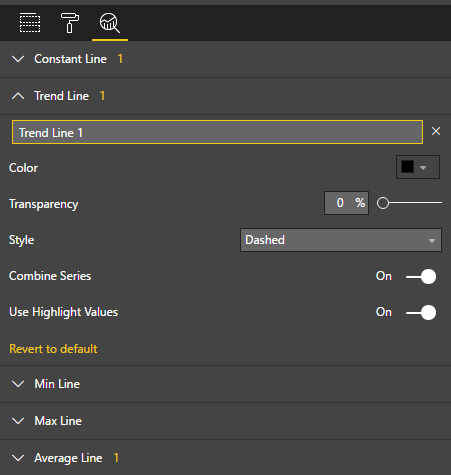 Constant Line 1
Trend Line 1
Trend Line 1
Color
Transparency 0 %
Style Dashed
Combine Series On
Use Highlight Values On
Revert to default
Min Line
Max Line
Average Line 1